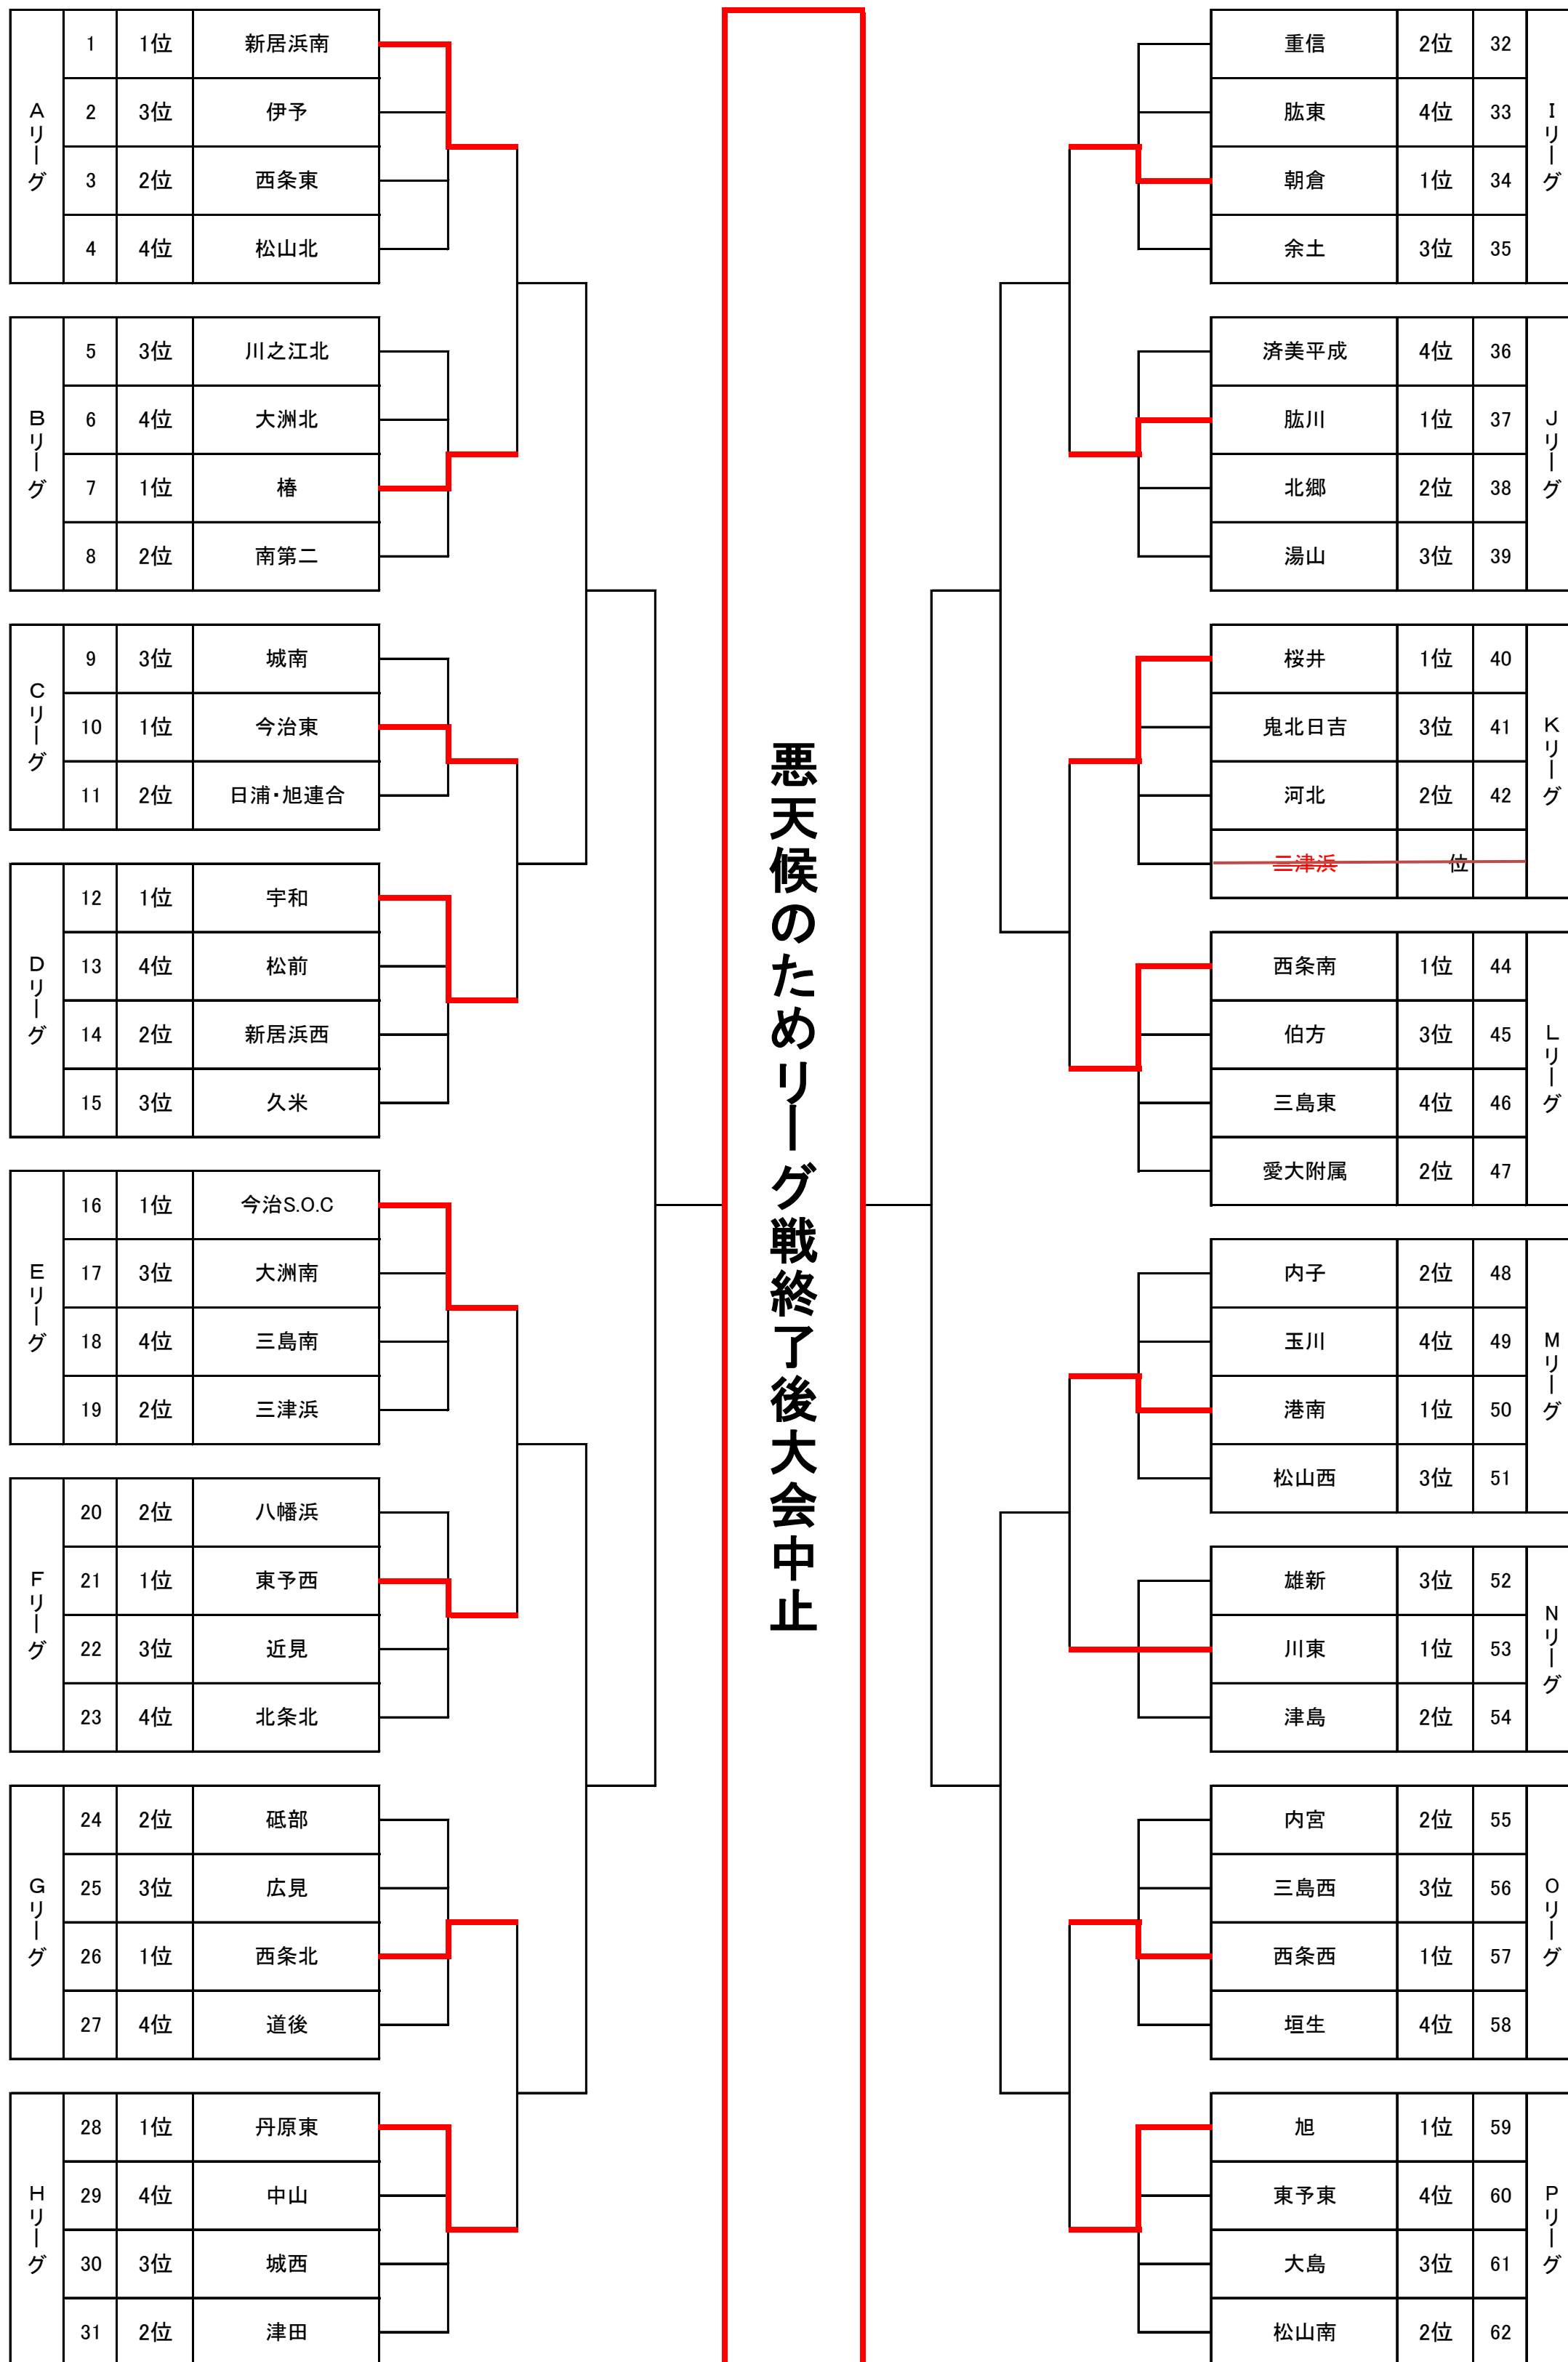 Aリーグ
1 1位 新居浜南
2 3位 伊予
3 2位 西条東
4 4位 松山北
Bリーグ
5 3位 川之江北
6 4位 大洲北
7 1位 椿
8 2位 南第二
Cリーグ
9 3位 城南
10 1位 今治東
11 2位 日浦・旭連合
Dリーグ
12 1位 宇和
13 4位 松前
14 2位 新居浜西
15 3位 久米
Eリーグ
16 1位 今治S.O.C
17 3位 大洲南
18 4位 三島南
19 2位 三津浜
Fリーグ
20 2位 八幡浜
21 1位 東予西
22 3位 近見
23 4位 北条北
Gリーグ
24 2位 砥部
25 3位 広見
26 1位 西条北
27 4位 道後
Hリーグ
28 1位 丹原東
29 4位 中山
30 3位 城西
31 2位 津田
悪天候のためリーグ戦終了後大会中止
重信 2位 32
肱東 4位 33
朝倉 1位 34
余土 3位 35
Iリーグ
済美平成 4位 36
肱川 1位 37
北郷 2位 38
湯山 3位 39
Jリーグ
桜井 1位 40
鬼北日吉 3位 41
河北 2位 42
三津浜 位
Kリーグ
西条南 1位 44
伯方 3位 45
三島東 4位 46
愛大附属 2位 47
Lリーグ
内子 2位 48
玉川 4位 49
港南 1位 50
松山西 3位 51
Mリーグ
雄新 3位 52
川東 1位 53
津島 2位 54
Nリーグ
内宮 2位 55
三島西 3位 56
西条西 1位 57
垣生 4位 58
Oリーグ
旭 1位 59
東予東 4位 60
大島 3位 61
松山南 2位 62
Pリーグ